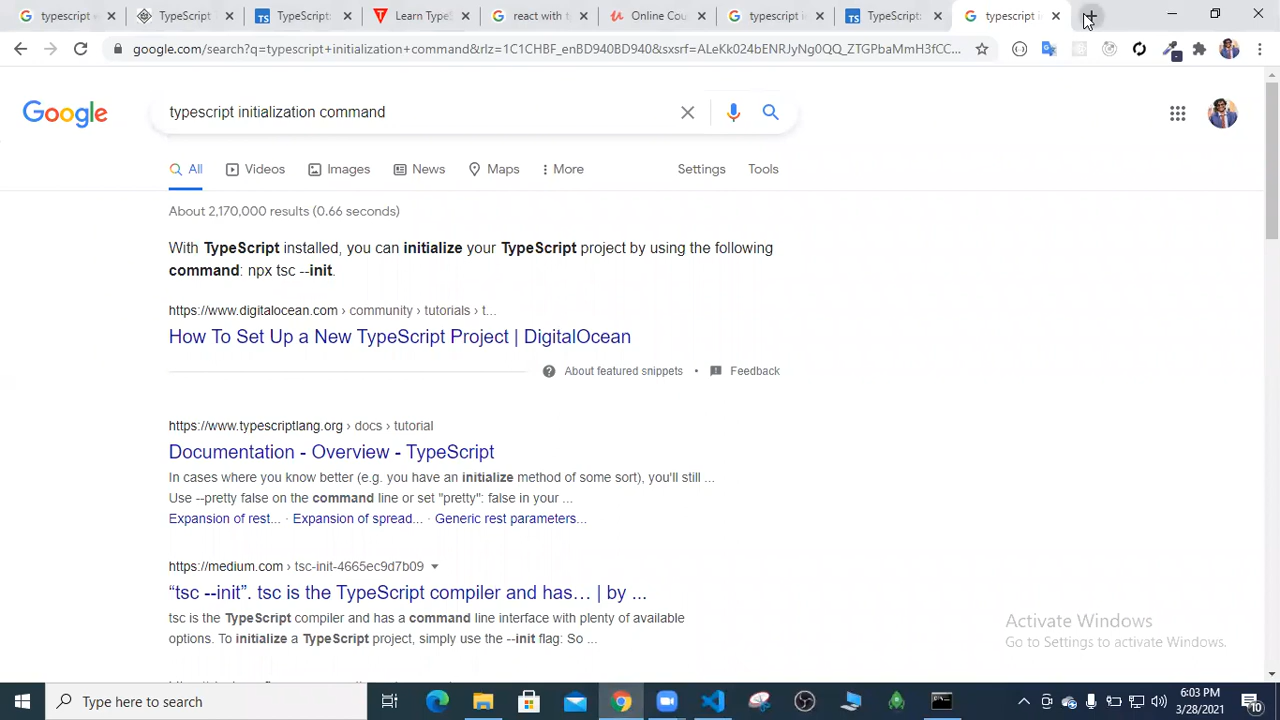 typescript in
TypeScript
TypeScript:
Learn Type
react with ty
Online Cou
typescript in
TypeScript:
typescript in
google.com/search?q=typescript+initialization+command&rlz=1C1CHBF_enBD940BD940&sxsrf=ALeKk024bENRJyNg0QQ_ZTGPbaMmH3fCC...
Google
typescript initialization command
All
Videos
Images
News
Maps
More
Settings
Tools
About 2,170,000 results (0.66 seconds)
With TypeScript installed, you can initialize your TypeScript project by using the following
command: npx tsc --init.
https://www.digitalocean.com › community › tutorials › t...
How To Set Up a New TypeScript Project | DigitalOcean
About featured snippets • Feedback
https://www.typescriptlang.org › docs › tutorial
Documentation - Overview - TypeScript
In cases where you know better (e.g. you have an initialize method of some sort), you'll still ...
Use --pretty false on the command line or set "pretty": false in your ...
Expansion of rest... · Expansion of spread... · Generic rest parameters...
https://medium.com › tsc-init-4665ec9d7b09
“tsc --init”. tsc is the TypeScript compiler and has… | by ...
tsc is the TypeScript compiler and has a command line interface with plenty of available
options. To initialize a TypeScript project, simply use the --init flag: So ...
Activate Windows
Go to Settings to activate Windows.
Type here to search
6:03 PM
3/28/2021
10